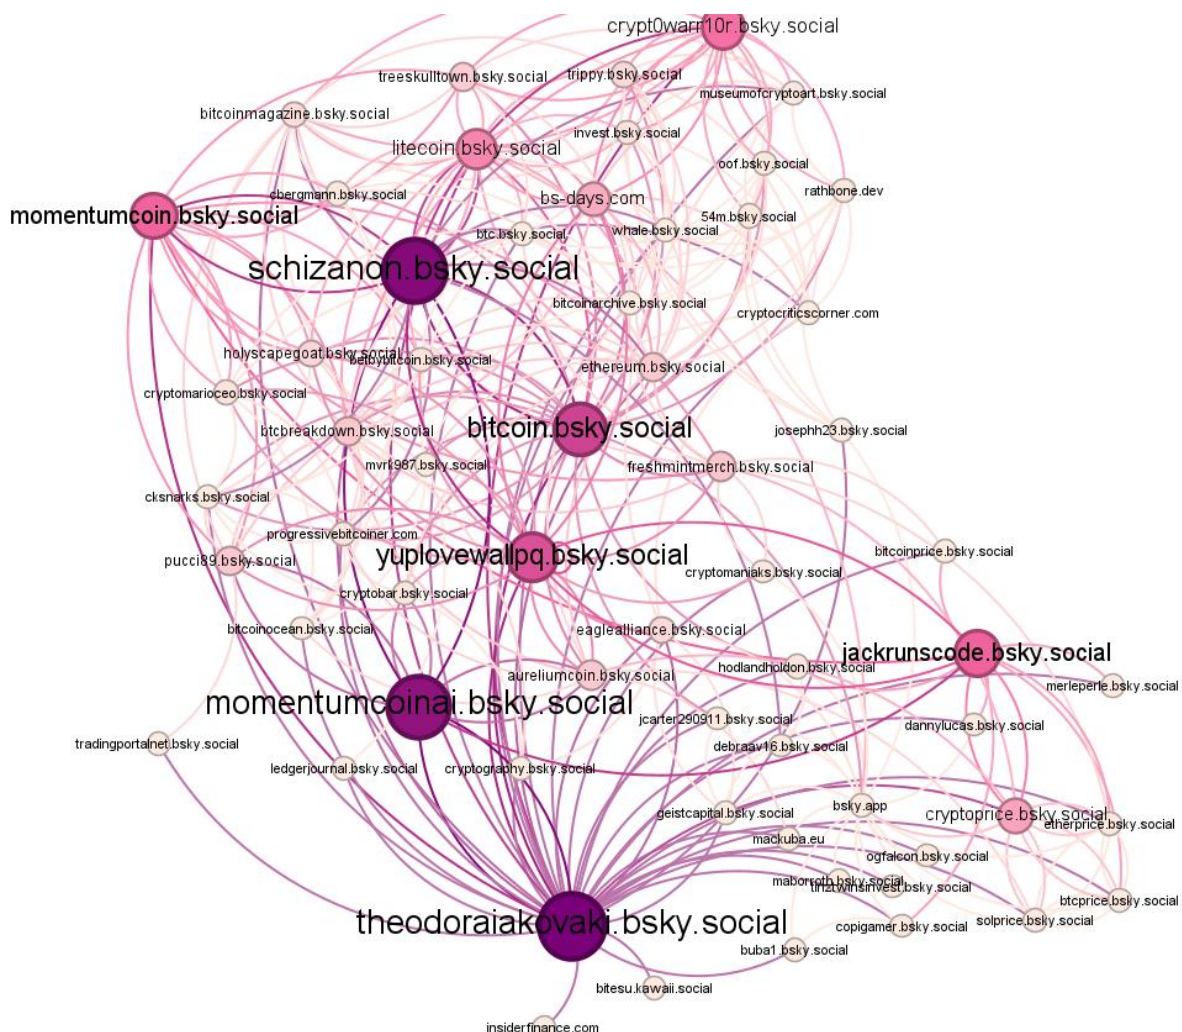 crypt0warr10r.bsky.social
treeskulltown.bsky.social
trippy.bsky.social
museumofcryptoart.bsky.social
bitcoinmagazine.bsky.social
invest.bsky.social
litecoin.bsky.social
oof.bsky.social
cbergmann.bsky.social
rathbone.dev
bs-days.com
momentumcoin.bsky.social
54m.bsky.social
btc.bsky.social
whale.bsky.social
schizanon.bsky.social
bitcoinarchive.bsky.social
cryptocriticscorner.com
holyscapegoat.bsky.social
betbybitcoin.bsky.social
ethereum.bsky.social
cryptomarioceo.bsky.social
btcbreakdown.bsky.social
bitcoin.bsky.social
josephh23.bsky.social
mvrk987.bsky.social
freshmintmerch.bsky.social
cksnarks.bsky.social
progressivebitcoiner.com
yuplovewallpq.bsky.social
bitcoinprice.bsky.social
pucci89.bsky.social
cryptomaniaks.bsky.social
cryptobar.bsky.social
bitcoinocean.bsky.social
eaglealliance.bsky.social
jackrunscode.bsky.social
hodlandholdon.bsky.social
aureliumcoin.bsky.social
merleperle.bsky.social
momentumcoinai.bsky.social
jcarter290911.bsky.social
dannylucas.bsky.social
tradingportalnet.bsky.social
debraav16.bsky.social
ledgerjournal.bsky.social
cryptography.bsky.social
bsky.app
geistcapital.bsky.social
cryptoprice.bsky.social
etherprice.bsky.social
mackuba.eu
ogfalcon.bsky.social
maborroth.bsky.social
tinztwinsinvest.bsky.social
btcprice.bsky.social
theodoraiakovaki.bsky.social
solprice.bsky.social
copigamer.bsky.social
buba1.bsky.social
bitesu.kawaii.social
insiderfinance.com